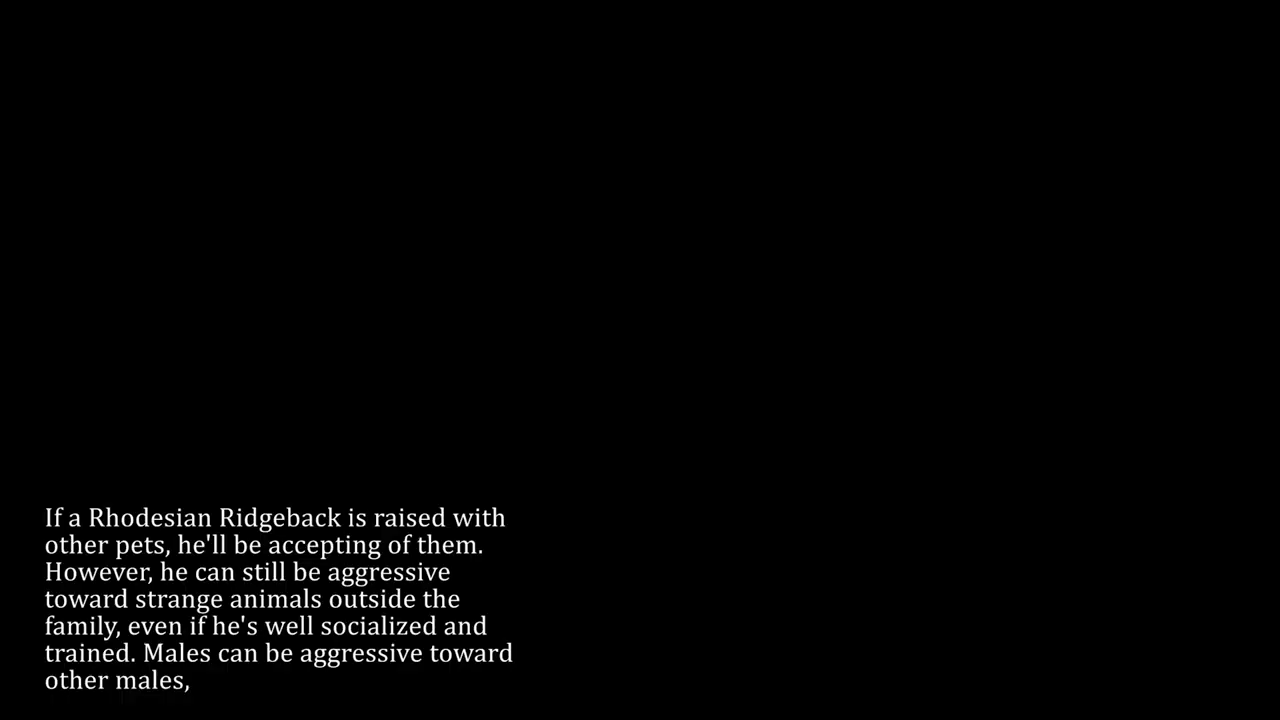 If a Rhodesian Ridgeback is raised with
other pets, he'll be accepting of them.
However, he can still be aggressive
toward strange animals outside the
family, even if he's well socialized and
trained. Males can be aggressive toward
other males,